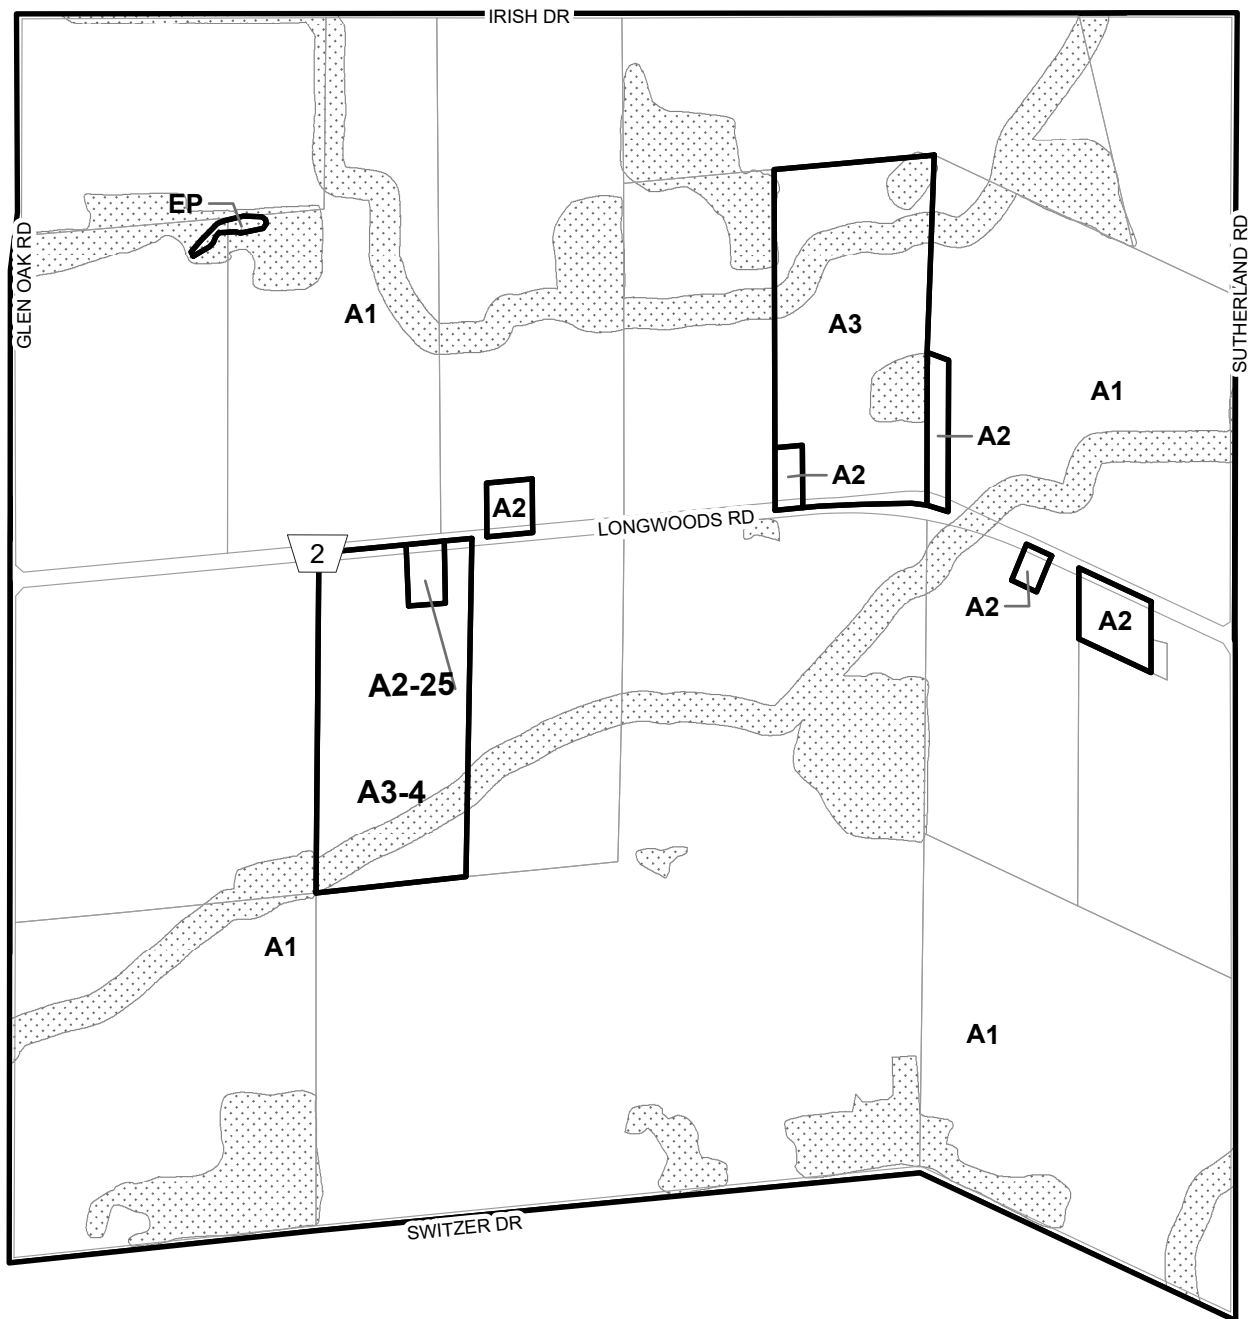 IRISH DR
EP
GLEN OAK RD
SUTHERLAND RD
A1
A3
A1
A2
A2
A2
LONGWOODS RD
2
A2
A2
A2-25
A3-4
A1
A1
SWITZER DR